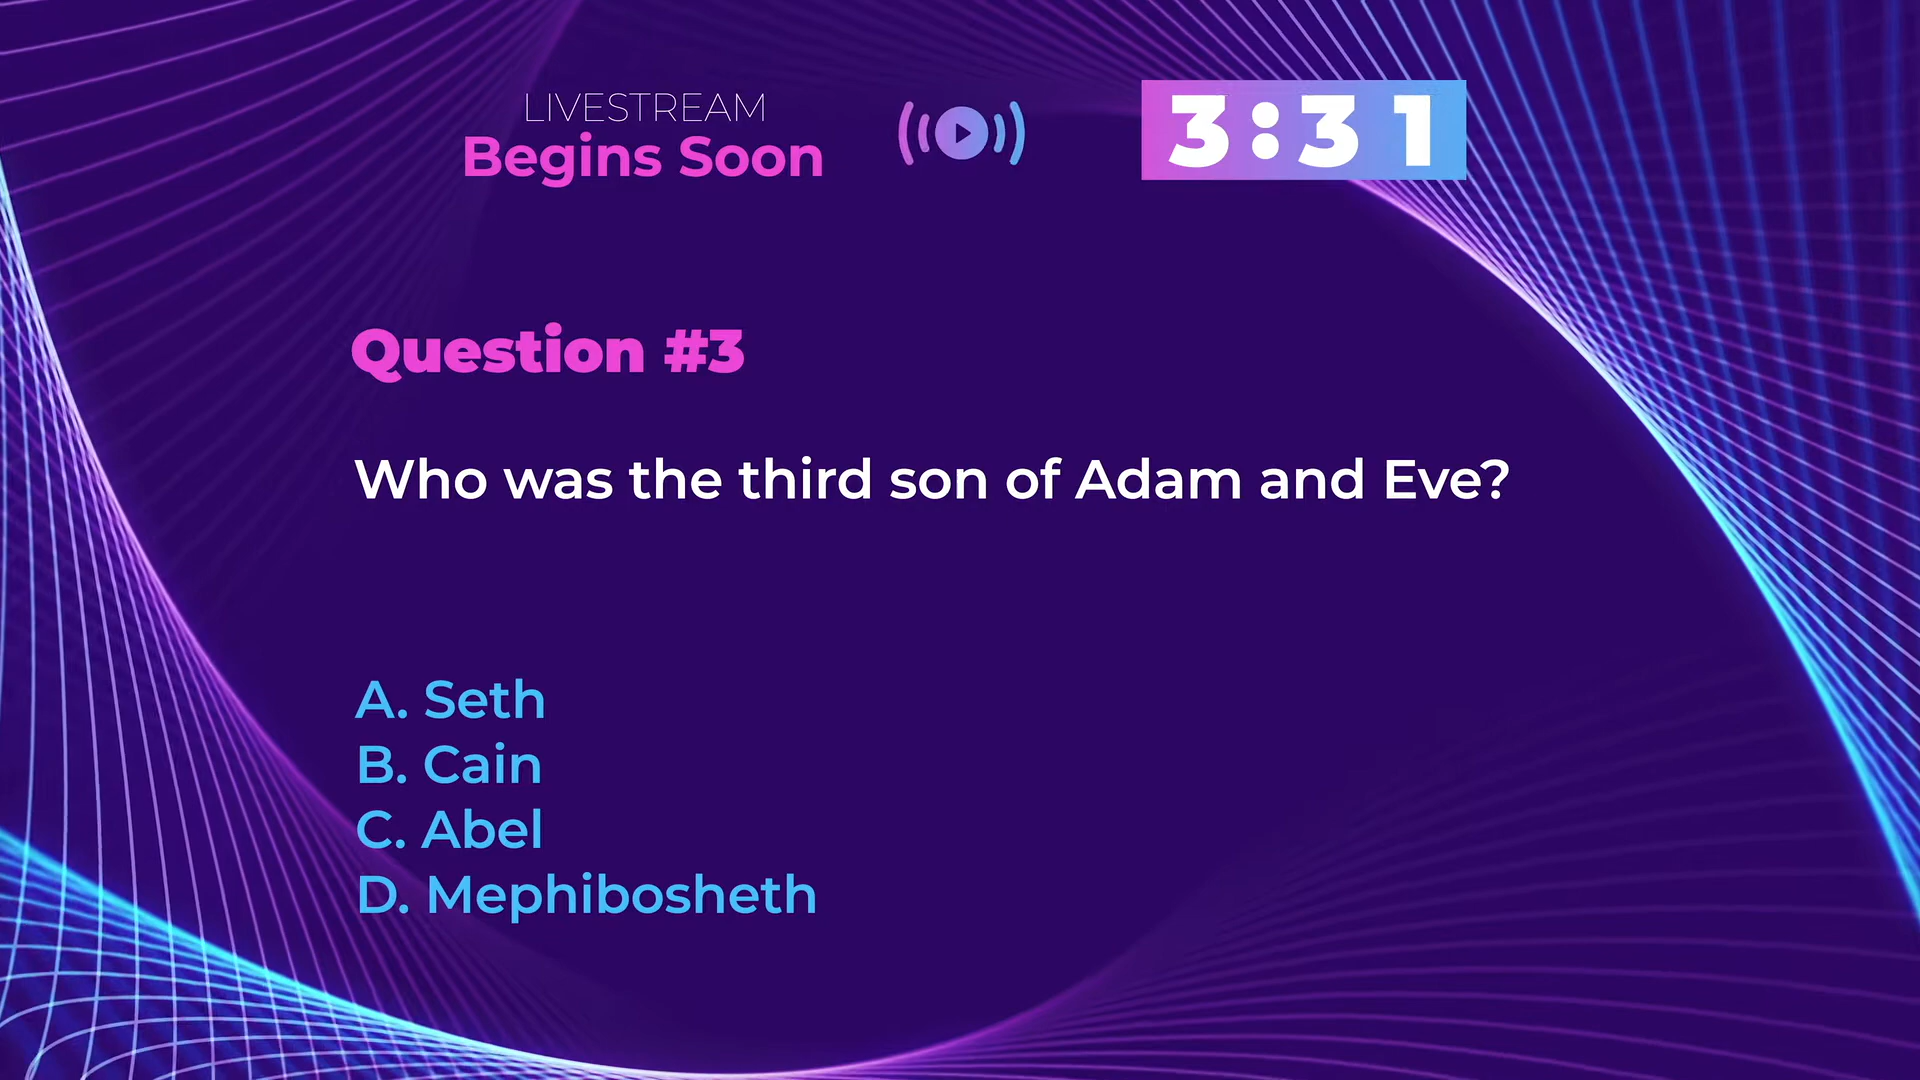 LIVESTREAM
Begins Soon
3:31
Question #3
Who was the third son of Adam and Eve?
A. Seth
B. Cain
C. Abel
D. Mephibosheth